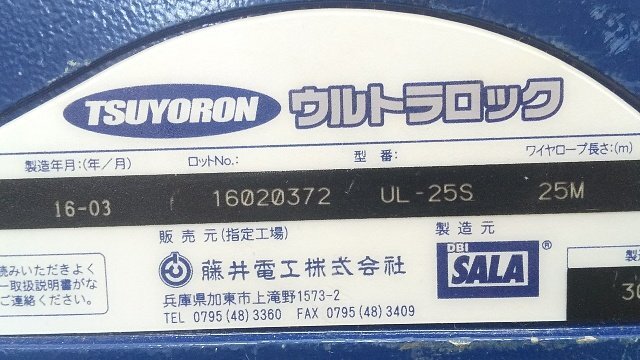 TSUYORON ウルトラロック
製造年月:(年/月) ロットNo.: 型番: ワイヤロープ長さ:(m)
16-03 16020372 UL-25S 25M
販売元(指定工場) 製造元
藤井電工株式会社 DBI SALA ®
兵庫県加東市上滝野1573-2
TEL 0795(48)3360 FAX 0795(48)3409
読みいただきよく
ー取扱説明書がな
ご連絡ください。
製
30